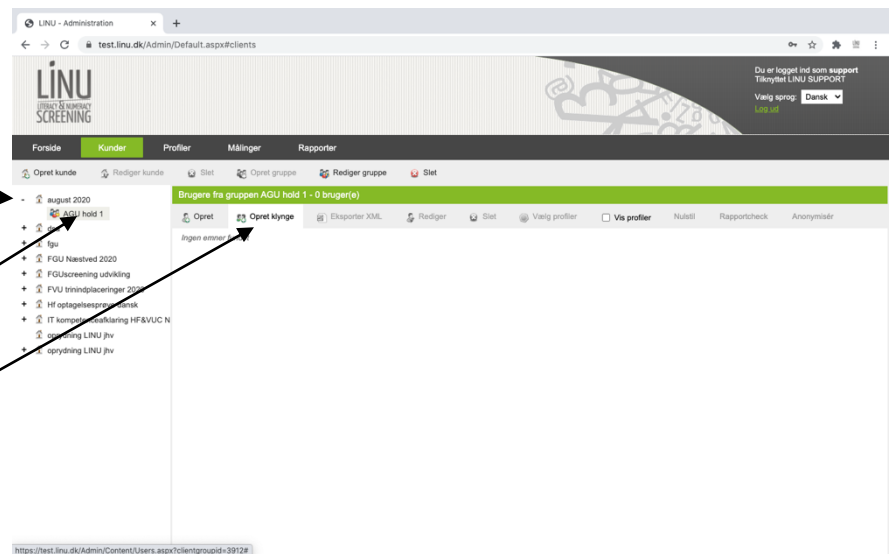 LINU - Administration
test.linu.dk/Admin/Default.aspx#clients
LINU
LITERACY & NUMERACY
SCREENING
Du er logget ind som support
Tilknyttet LINU SUPPORT
Vælg sprog: Dansk
Log ud
Forside Kunder Profiler Målinger Rapporter
Opret kunde Rediger kunde Slet Opret gruppe Rediger gruppe Slet
Brugere fra gruppen AGU hold 1 - 0 bruger(e)
Opret Opret klynge Eksporter XML Rediger Slet Vælg profiler Vis profiler Nulstil Rapportcheck Anonymisér
Ingen emner
- august 2020
AGU hold 1
+
+ fgu
+ FGU Næstved 2020
+ FGUscreening udvikling
+ FVU trinindplaceringer 2020
+ Hf optagelsesprøve dansk
+ IT kompetenceafklaring HF&VUC N
oprydning LINU jhv
+ oprydning LINU jhv
https://test.linu.dk/Admin/Content/Users.aspx?clientgroupid=3912#